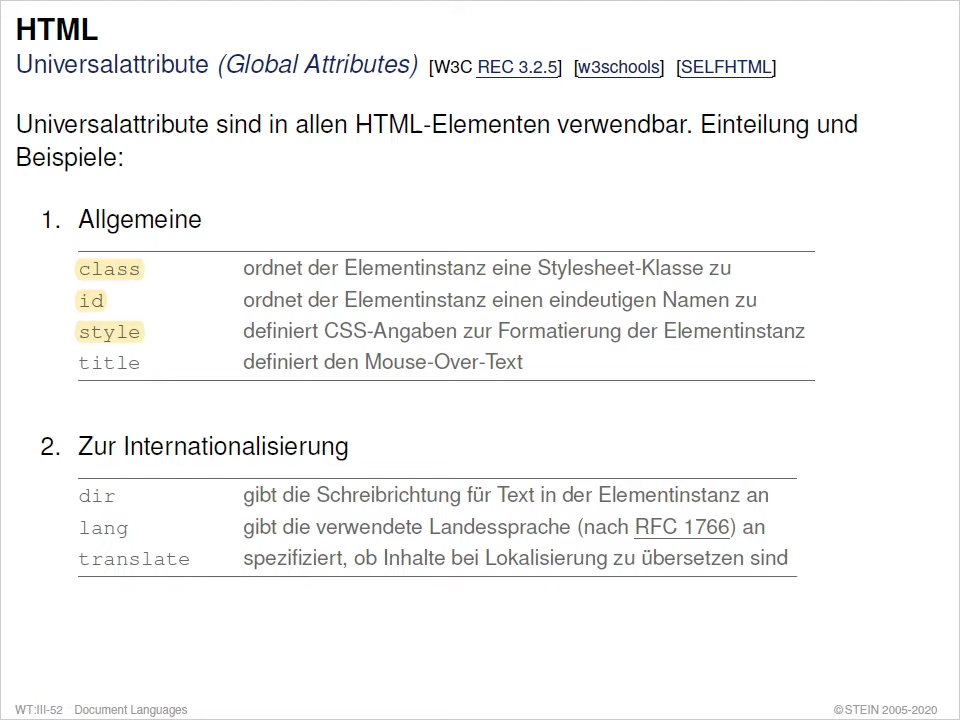 HTML
Universalattribute (Global Attributes) [W3C REC 3.2.5] [w3schools] [SELFHTML]
Universalattribute sind in allen HTML-Elementen verwendbar. Einteilung und
Beispiele:
1. Allgemeine
class ordnet der Elementinstanz eine Stylesheet-Klasse zu
id ordnet der Elementinstanz einen eindeutigen Namen zu
style definiert CSS-Angaben zur Formatierung der Elementinstanz
title definiert den Mouse-Over-Text
2. Zur Internationalisierung
dir gibt die Schreibrichtung für Text in der Elementinstanz an
lang gibt die verwendete Landessprache (nach RFC 1766) an
translate spezifiziert, ob Inhalte bei Lokalisierung zu übersetzen sind
WT:III-52 Document Languages ©STEIN 2005-2020